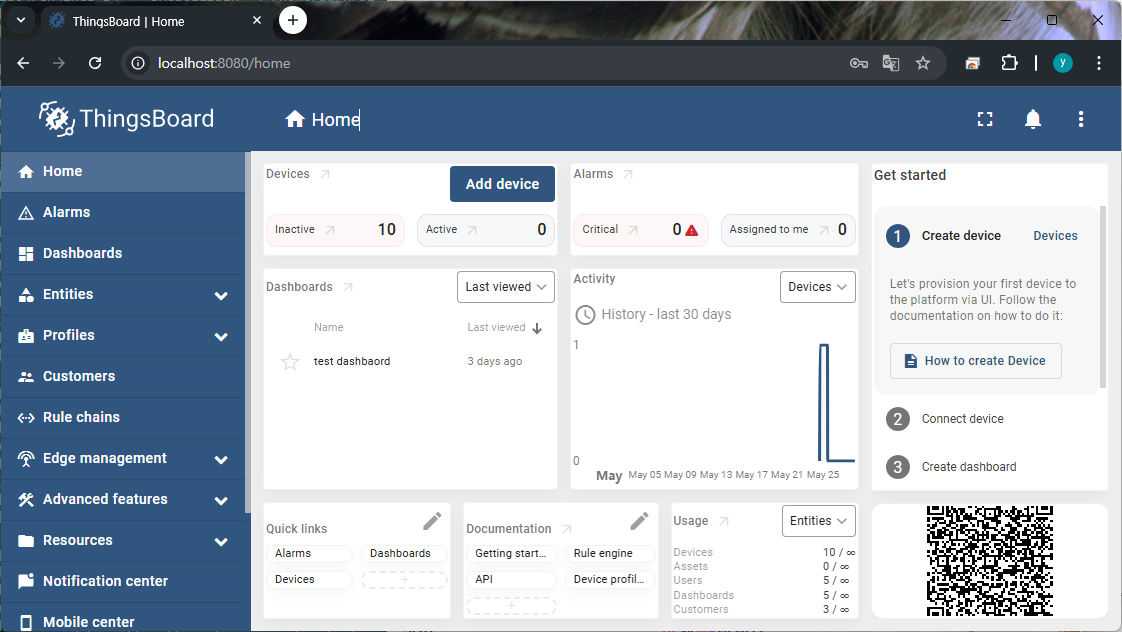 ThingsBoard | Home
localhost:8080/home
y
ThingsBoard
Home
Home
Alarms
Dashboards
Entities
Profiles
Customers
Rule chains
Edge management
Advanced features
Resources
Notification center
Mobile center
Devices
Add device
Inactive
10
Active
0
Alarms
Critical
0
Assigned to me
0
Get started
1
Create device
Devices
Let's provision your first device to
the platform via UI. Follow the
documentation on how to do it:
How to create Device
2
Connect device
3
Create dashboard
Dashboards
Last viewed
Name
Last viewed
test dashbaord
3 days ago
Activity
Devices
History - last 30 days
1
0
May May 05 May 09 May 13 May 17 May 21 May 25
Quick links
Alarms
Dashboards
Devices
+
Documentation
Getting start...
Rule engine
API
Device profil...
+
Usage
Entities
Devices 10 / ∞
Assets 0 / ∞
Users 5 / ∞
Dashboards 5 / ∞
Customers 3 / ∞